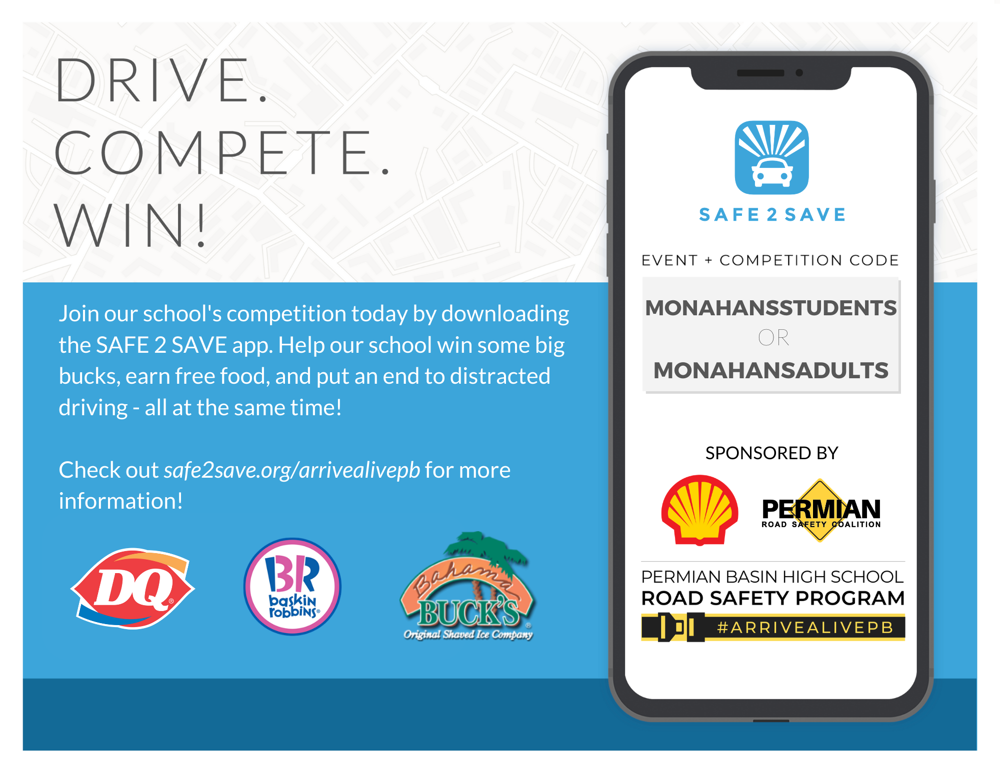 DRIVE.
COMPETE.
WIN!
Join our school's competition today by downloading
the SAFE 2 SAVE app. Help our school win some big
bucks, earn free food, and put an end to distracted
driving - all at the same time!
Check out safe2save.org/arrivealivepb for more
information!
DQ®
BR
baskin
robbins®
Bahama
BUCK'S®
Original Shaved Ice Company
SAFE 2 SAVE
EVENT + COMPETITION CODE
MONAHANSSTUDENTS
OR
MONAHANSADULTS
SPONSORED BY
PERMIAN
ROAD SAFETY COALITION
PERMIAN BASIN HIGH SCHOOL
ROAD SAFETY PROGRAM
#ARRIVEALIVEPB